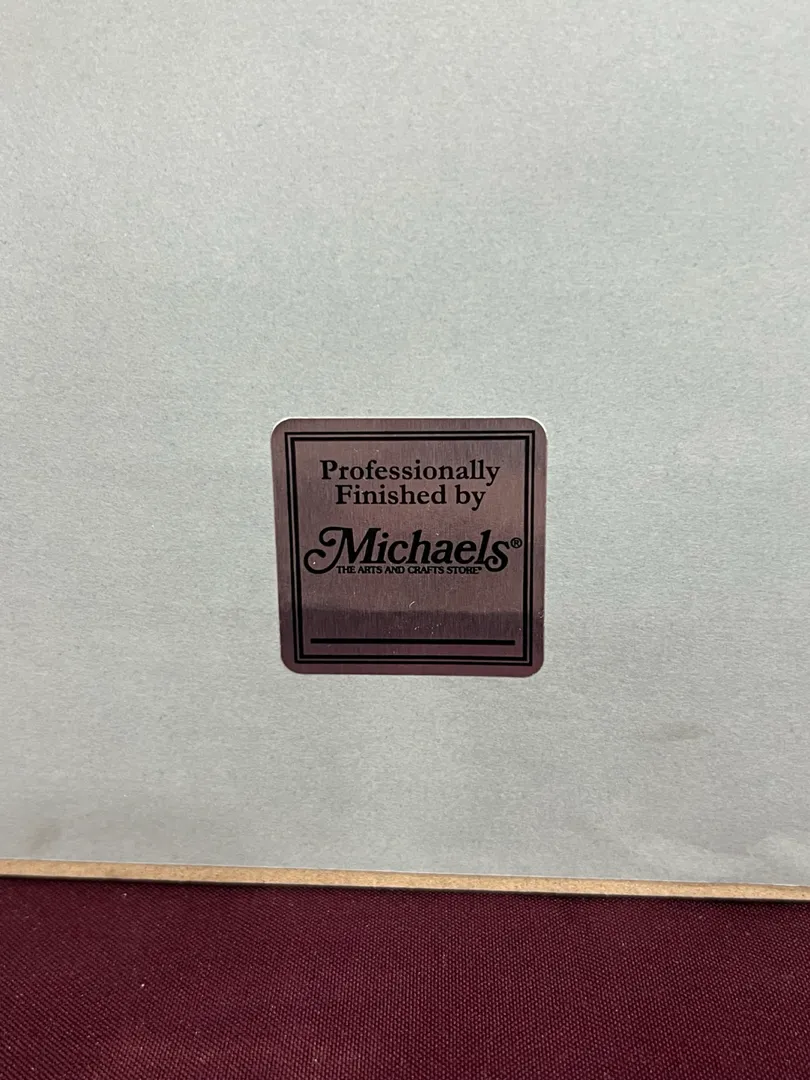 Professionally
Finished by
Michaels®
THE ARTS AND CRAFTS STORE®